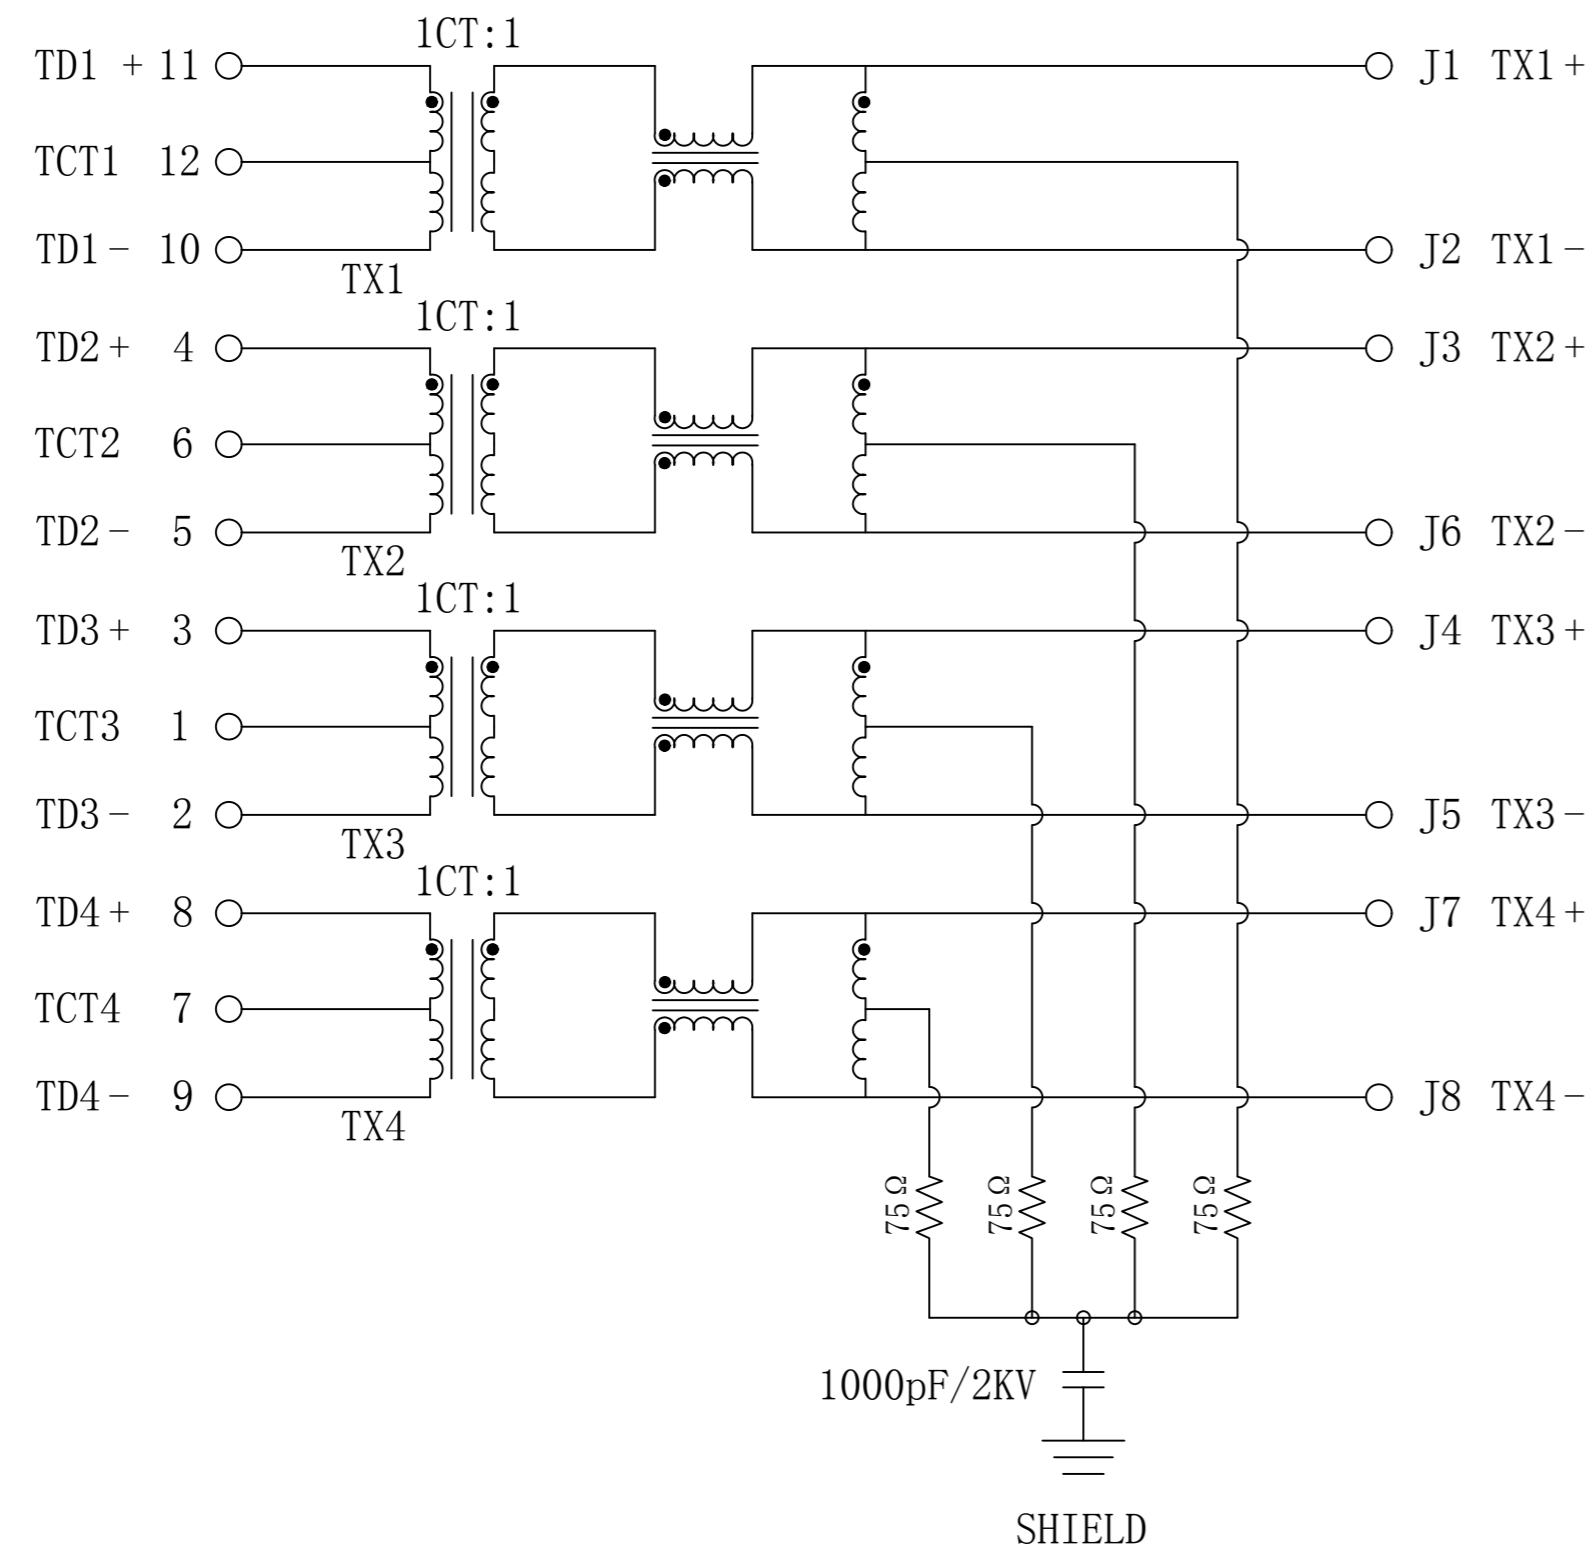 1CT:1
TD1 + 11 J1 TX1+
TCT1 12
TD1- 10 J2 TX1-
TX1
1CT:1
TD2+ 4 J3 TX2+
TCT2 6
TD2- 5 J6 TX2-
TX2
1CT:1
TD3+ 3 J4 TX3+
TCT3 1
TD3- 2 J5 TX3-
TX3
1CT:1
TD4+ 8 J7 TX4+
TCT4 7
TD4- 9 J8 TX4-
TX4
75Ω 75Ω 75Ω 75Ω
1000pF/2KV
SHIELD